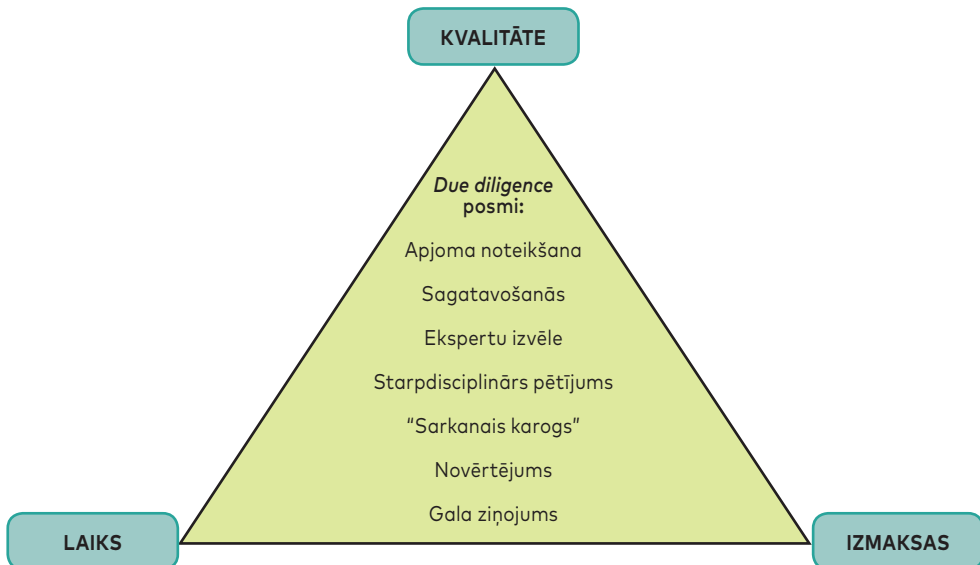 KVALITĀTE
Due diligence
posmi:
Apjoma noteikšana
Sagatavošanās
Ekspertu izvēle
Starpdisciplinārs pētījums
"Sarkanais karogs"
Novērtējums
Gala ziņojums
LAIKS
IZMAKSAS